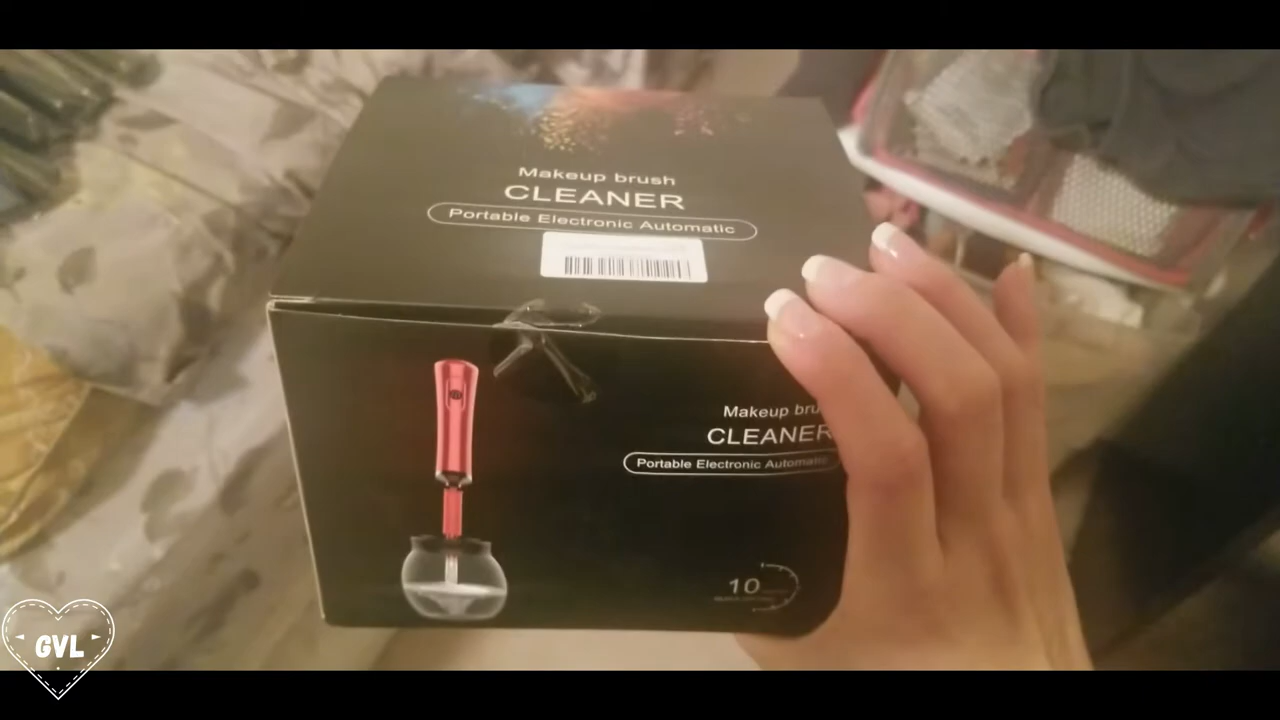 Makeup brush
CLEANER
Portable Electronic Automatic
Makeup bru
CLEANER
Portable Electronic Automatic
10
GVL